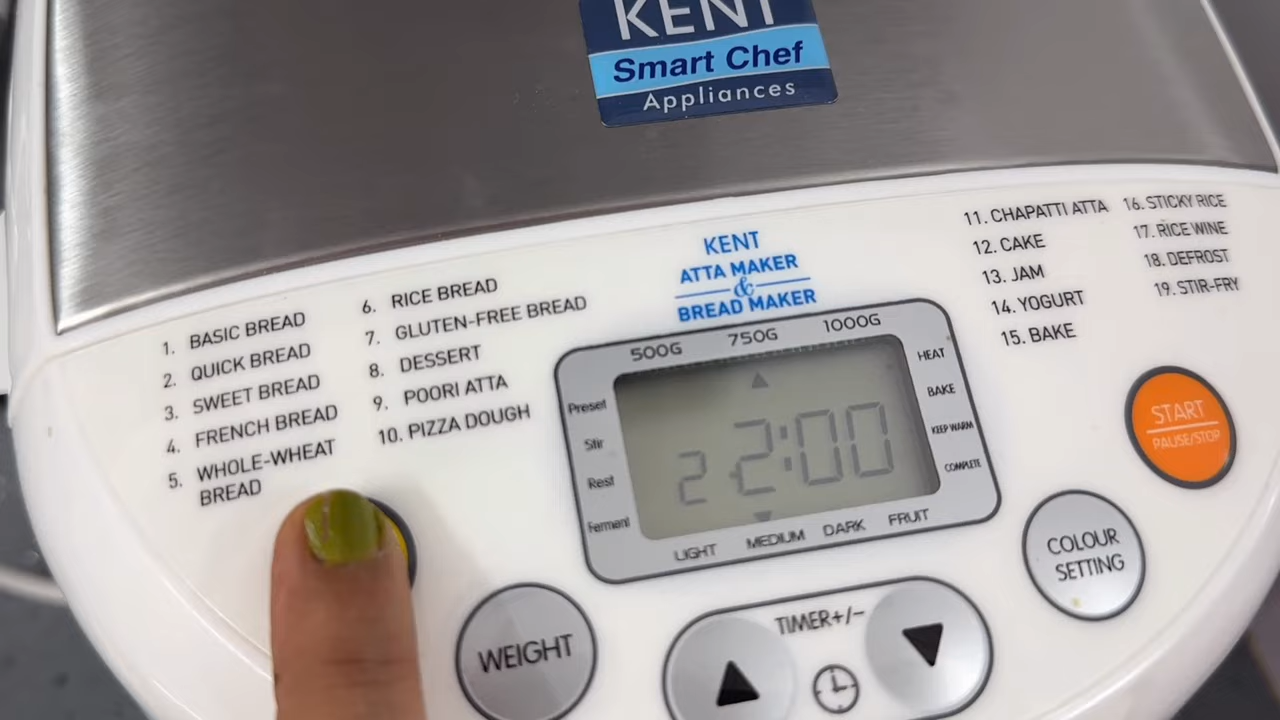 KENT
Smart Chef
Appliances
KENT
ATTA MAKER
&
BREAD MAKER
1. BASIC BREAD
2. QUICK BREAD
3. SWEET BREAD
4. FRENCH BREAD
5. WHOLE-WHEAT
BREAD
6. RICE BREAD
7. GLUTEN-FREE BREAD
8. DESSERT
9. POORI ATTA
10. PIZZA DOUGH
11. CHAPATTI ATTA
12. CAKE
13. JAM
14. YOGURT
15. BAKE
16. STICKY RICE
17. RICE WINE
18. DEFROST
19. STIR-FRY
500G 750G 1000G
Preset
Stir
Rest
Ferment
2 2:00
HEAT
BAKE
KEEP WARM
COMPLETE
LIGHT MEDIUM DARK FRUIT
START
PAUSE/STOP
COLOUR
SETTING
WEIGHT
TIMER+/-